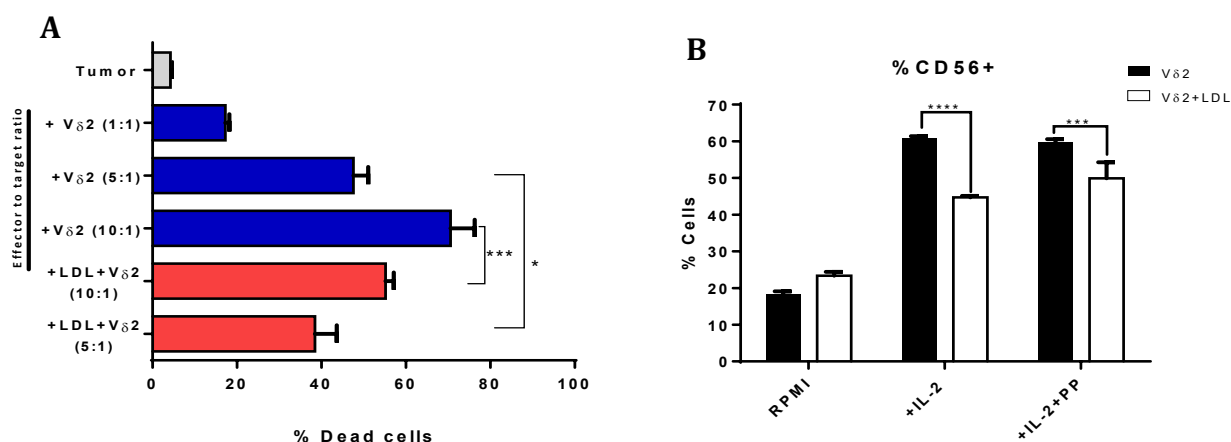 A
Effector to target ratio
Tumor
+ Vδ2 (1:1)
+Vδ2 (5:1)
+Vδ2 (10:1)
+LDL+Vδ2
(10:1)
+LDL+Vδ2
(5:1)
***
*
0 20 40 60 80 100
% Dead cells
B
% CD56+
Vδ2
Vδ2+LDL
****
***
% Cells
70
60
50
40
30
20
10
0
RPMI
+IL-2
+IL-2+PP